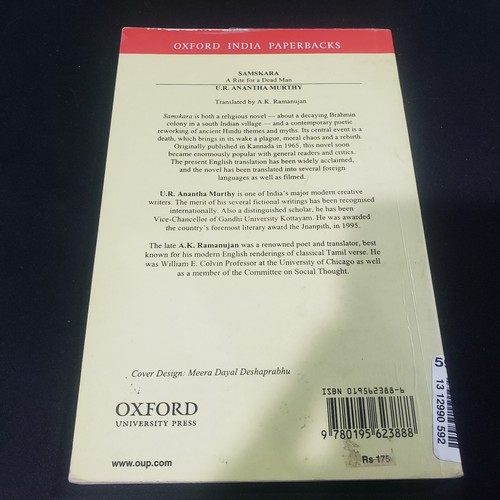 OXFORD INDIA PAPERBACKS
SAMSKARA
A Rite for a Dead Man
U.R. ANANTHA MURTHY
Translated by A.K. Ramanujan
Samskara is both a religious novel — about a decaying Brahmin
colony in a south Indian village — and a contemporary poetic
reworking of ancient Hindu themes and myths. Its central event is a
death, which brings in its wake a plague, moral chaos and a rebirth.
Originally published in Kannada in 1965, this novel soon
became enormously popular with general readers and critics.
The present English translation has been widely acclaimed,
and the novel has been translated into several foreign
languages as well as filmed.
U.R. Anantha Murthy is one of India's major modern creative
writers. The merit of his several fictional writings has been recognised
internationally. Also a distinguished scholar, he has been
Vice-Chancellor of Gandhi University Kottayam. He was awarded
the country's foremost literary award the Jnanpith, in 1995.
The late A.K. Ramanujan was a renowned poet and translator, best
known for his modern English renderings of classical Tamil verse. He
was William E. Colvin Professor at the University of Chicago as well
as a member of the Committee on Social Thought.
Cover Design: Meera Dayal Deshaprabhu
OXFORD
UNIVERSITY PRESS
www.oup.com
ISBN 019562388-6
9 780195 623888
Rs 175
13 12990 592